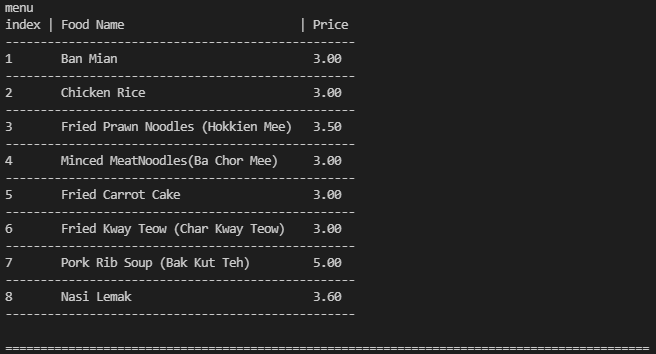 menu
index | Food Name                         | Price
--------------------------------------------------
1       Ban Mian                            3.00
--------------------------------------------------
2       Chicken Rice                        3.00
--------------------------------------------------
3       Fried Prawn Noodles (Hokkien Mee)   3.50
--------------------------------------------------
4       Minced MeatNoodles(Ba Chor Mee)     3.00
--------------------------------------------------
5       Fried Carrot Cake                   3.00
--------------------------------------------------
6       Fried Kway Teow (Char Kway Teow)    3.00
--------------------------------------------------
7       Pork Rib Soup (Bak Kut Teh)         5.00
--------------------------------------------------
8       Nasi Lemak                          3.60
--------------------------------------------------

============================================================================================